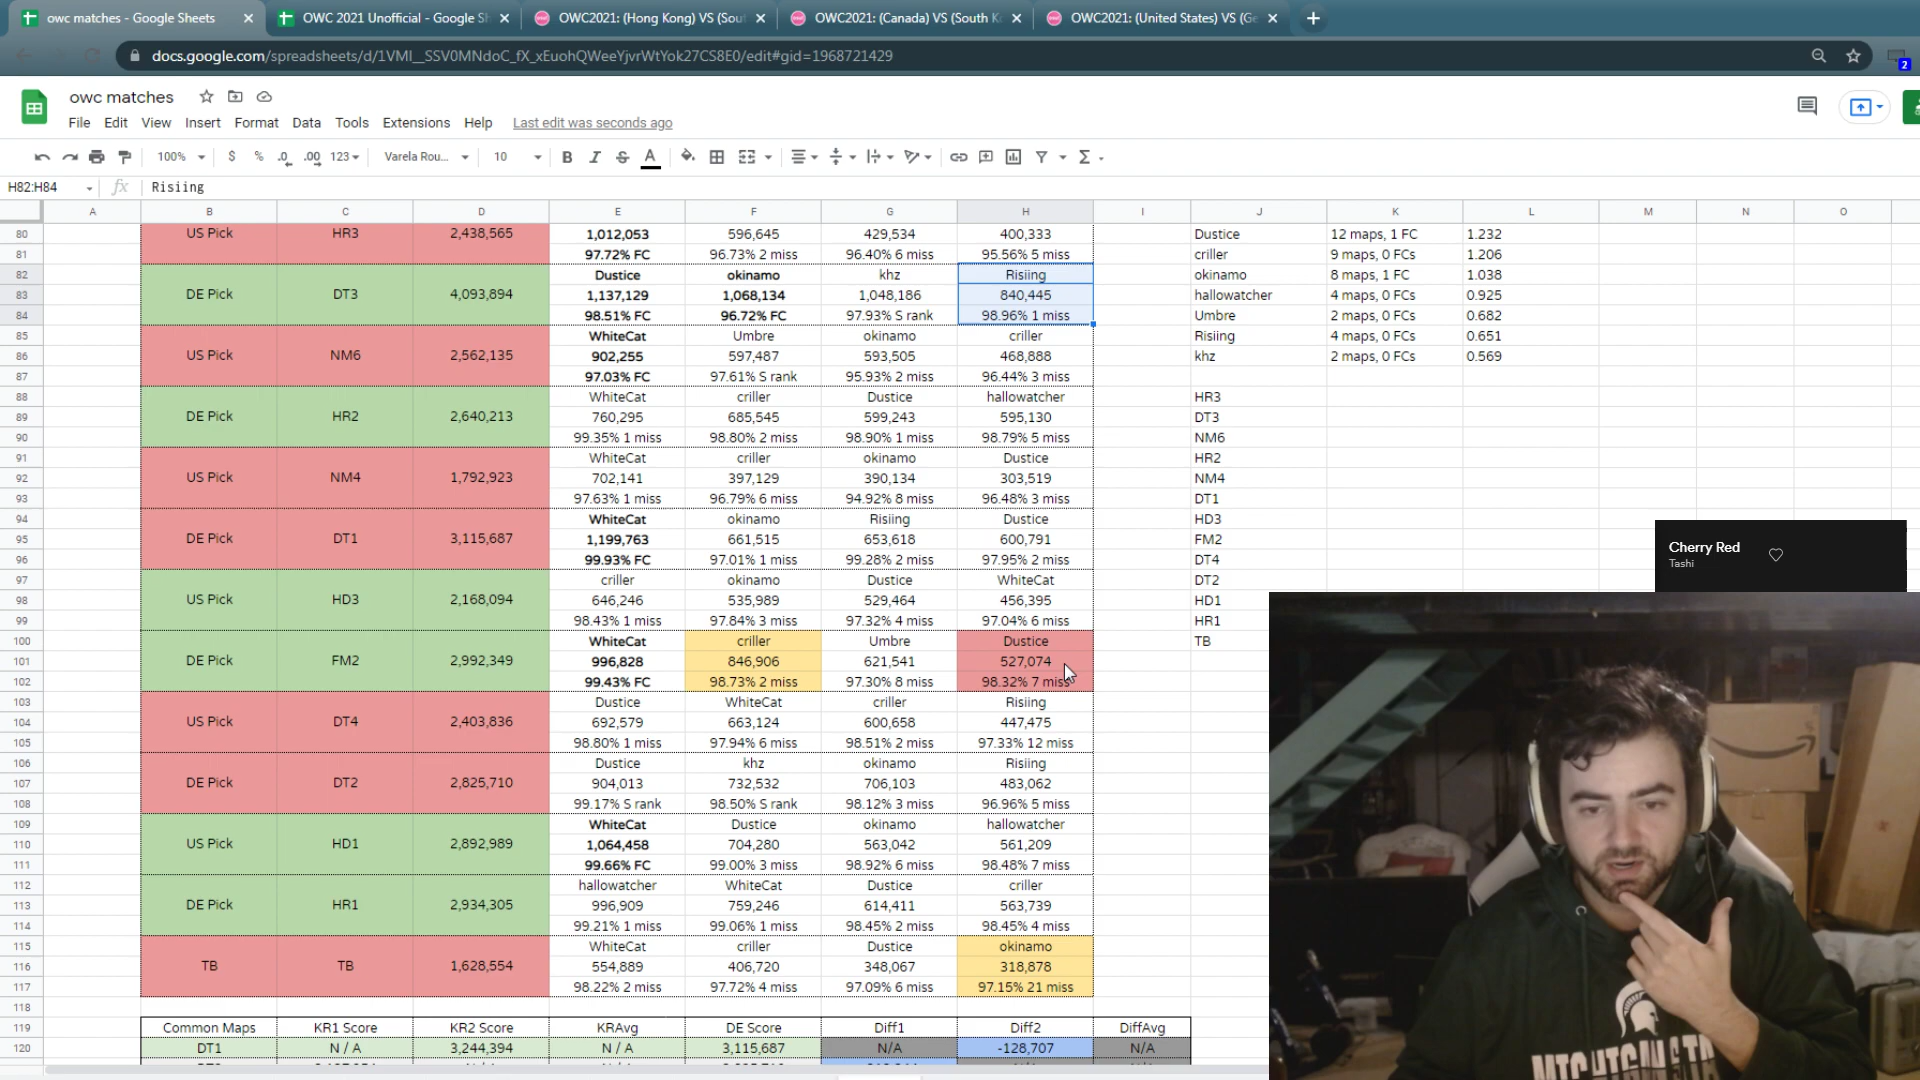 owc matches - Google Sheets
OWC 2021 Unofficial - Google Sh
OWC2021: (Hong Kong) VS (Sou
OWC2021: (Canada) VS (South K
OWC2021: (United States) VS (Ge
docs.google.com/spreadsheets/d/1VMI__SSV0MNdoC_fX_xEuohQWeeYjvrWtYok27CS8E0/edit#gid=1968721429
2
owc matches
File Edit View Insert Format Data Tools Extensions Help Last edit was seconds ago
100% $ % .0 .00 123 Varela Rou... 10 B I S A
H82:H84 fx Risiing
A B C D E F G H I J K L M N O
80 US Pick HR3 2,438,565 1,012,053 596,645 429,534 400,333 Dustice 12 maps, 1 FC 1.232
81 97.72% FC 96.73% 2 miss 96.40% 6 miss 95.56% 5 miss criller 9 maps, 0 FCs 1.206
82 Dustice okinamo khz Risiing okinamo 8 maps, 1 FC 1.038
83 DE Pick DT3 4,093,894 1,137,129 1,068,134 1,048,186 840,445 hallowatcher 4 maps, 0 FCs 0.925
84 98.51% FC 96.72% FC 97.93% S rank 98.96% 1 miss Umbre 2 maps, 0 FCs 0.682
85 WhiteCat Umbre okinamo criller Risiing 4 maps, 0 FCs 0.651
86 US Pick NM6 2,562,135 902,255 597,487 593,505 468,888 khz 2 maps, 0 FCs 0.569
87 97.03% FC 97.61% S rank 95.93% 2 miss 96.44% 3 miss
88 WhiteCat criller Dustice hallowatcher HR3
89 DE Pick HR2 2,640,213 760,295 685,545 599,243 595,130 DT3
90 99.35% 1 miss 98.80% 2 miss 98.90% 1 miss 98.79% 5 miss NM6
91 WhiteCat criller okinamo Dustice HR2
92 US Pick NM4 1,792,923 702,141 397,129 390,134 303,519 NM4
93 97.63% 1 miss 96.79% 6 miss 94.92% 8 miss 96.48% 3 miss DT1
94 WhiteCat okinamo Risiing Dustice HD3
95 DE Pick DT1 3,115,687 1,199,763 661,515 653,618 600,791 FM2
96 99.93% FC 97.01% 1 miss 99.28% 2 miss 97.95% 2 miss DT4
97 criller okinamo Dustice WhiteCat DT2
98 US Pick HD3 2,168,094 646,246 535,989 529,464 456,395 HD1
99 98.43% 1 miss 97.84% 3 miss 97.32% 4 miss 97.04% 6 miss HR1
100 WhiteCat criller Umbre Dustice TB
101 DE Pick FM2 2,992,349 996,828 846,906 621,541 527,074
102 99.43% FC 98.73% 2 miss 97.30% 8 miss 98.32% 7 miss
103 Dustice WhiteCat criller Risiing
104 US Pick DT4 2,403,836 692,579 663,124 600,658 447,475
105 98.80% 1 miss 97.94% 6 miss 98.51% 2 miss 97.33% 12 miss
106 Dustice khz okinamo Risiing
107 DE Pick DT2 2,825,710 904,013 732,532 706,103 483,062
108 99.17% S rank 98.50% S rank 98.12% 3 miss 96.96% 5 miss
109 WhiteCat Dustice okinamo hallowatcher
110 US Pick HD1 2,892,989 1,064,458 704,280 563,042 561,209
111 99.66% FC 99.00% 3 miss 98.92% 6 miss 98.48% 7 miss
112 hallowatcher WhiteCat Dustice criller
113 DE Pick HR1 2,934,305 996,909 759,246 614,411 563,739
114 99.21% 1 miss 99.06% 1 miss 98.45% 2 miss 98.45% 4 miss
115 WhiteCat criller Dustice okinamo
116 TB TB 1,628,554 554,889 406,720 348,067 318,878
117 98.22% 2 miss 97.72% 4 miss 97.09% 6 miss 97.15% 21 miss
118
119 Common Maps KR1 Score KR2 Score KRAvg DE Score Diff1 Diff2 DiffAvg
120 DT1 N / A 3,244,394 N / A 3,115,687 N/A -128,707 N/A
Cherry Red
Tashi
MICHIGAN STA